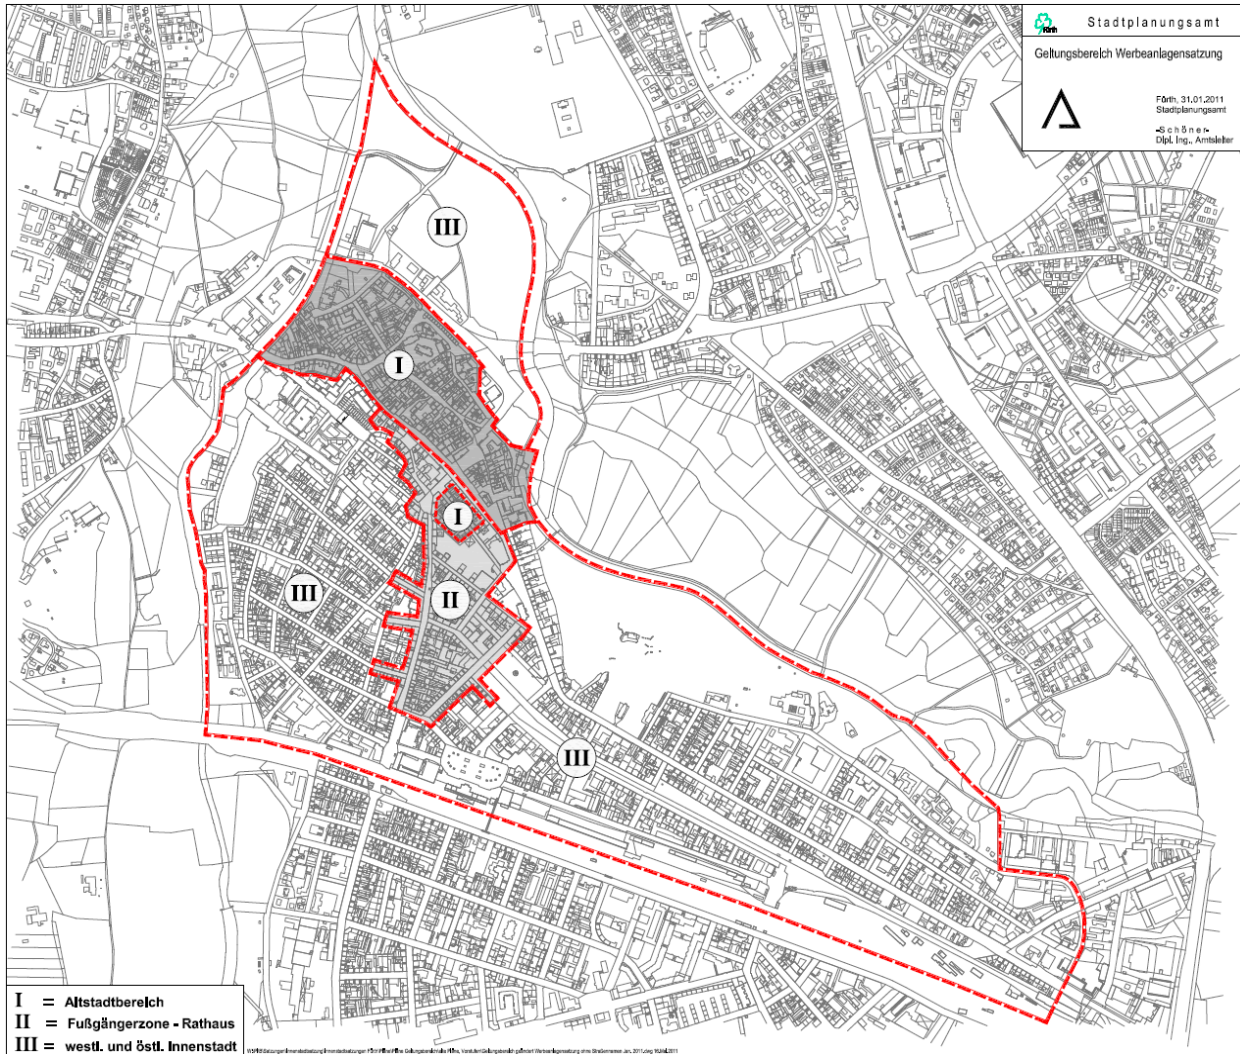 Fürth
Stadtplanungsamt
Geltungsbereich Werbeanlagensatzung
Fürth, 31.01.2011
Stadtplanungsamt
-Schöner-
Dipl. Ing., Amtsleiter
III
I
I
III
II
III
I = Altstadtbereich
II = Fußgängerzone - Rathaus
III = westl. und östl. Innenstadt